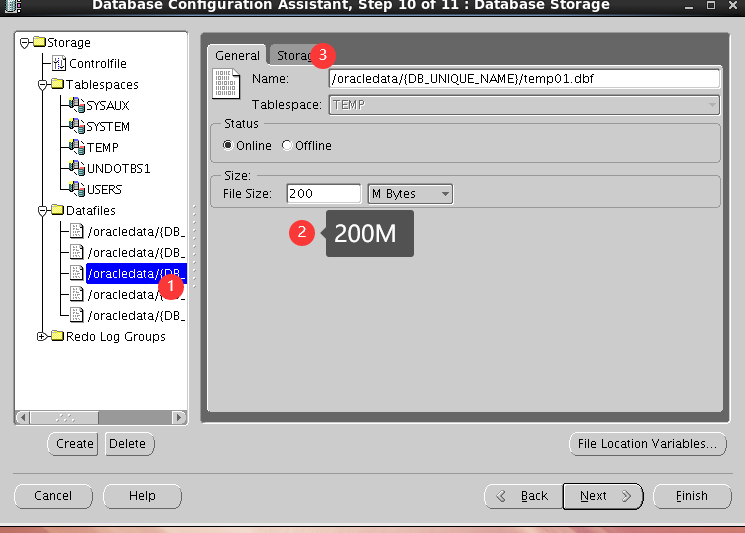 Database Configuration Assistant, Step 10 of 11 : Database Storage
Storage
Controlfile
Tablespaces
SYSAUX
SYSTEM
TEMP
UNDOTBS1
USERS
Datafiles
/oracledata/{DB_
/oracledata/{DB_
/oracledata/{DB_
/oracledata/{DB_
/oracledata/{DB_
Redo Log Groups
1
Create
Delete
General
Storag
3
Name:
/oracledata/{DB_UNIQUE_NAME}/temp01.dbf
Tablespace:
TEMP
Status
Online
Offline
Size:
File Size:
200
M Bytes
2
200M
File Location Variables...
Cancel
Help
Back
Next
Finish